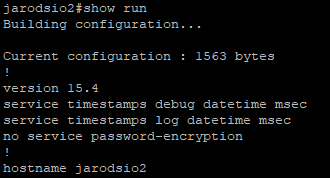 jarodsio2#show run
Building configuration...
Current configuration : 1563 bytes
!
version 15.4
service timestamps debug datetime msec
service timestamps log datetime msec
no service password-encryption
!
hostname jarodsio2